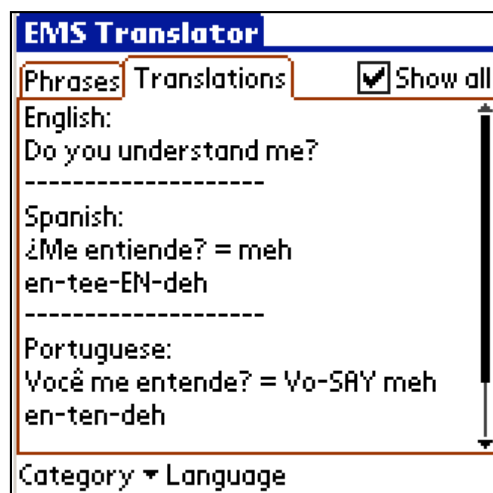 EMS Translator
Phrases Translations Show all
English:
Do you understand me?
--------------------
Spanish:
¿Me entiende? = meh
en-tee-EN-deh
--------------------
Portuguese:
Você me entende? = Vo-SAY meh
en-ten-deh
Category Language